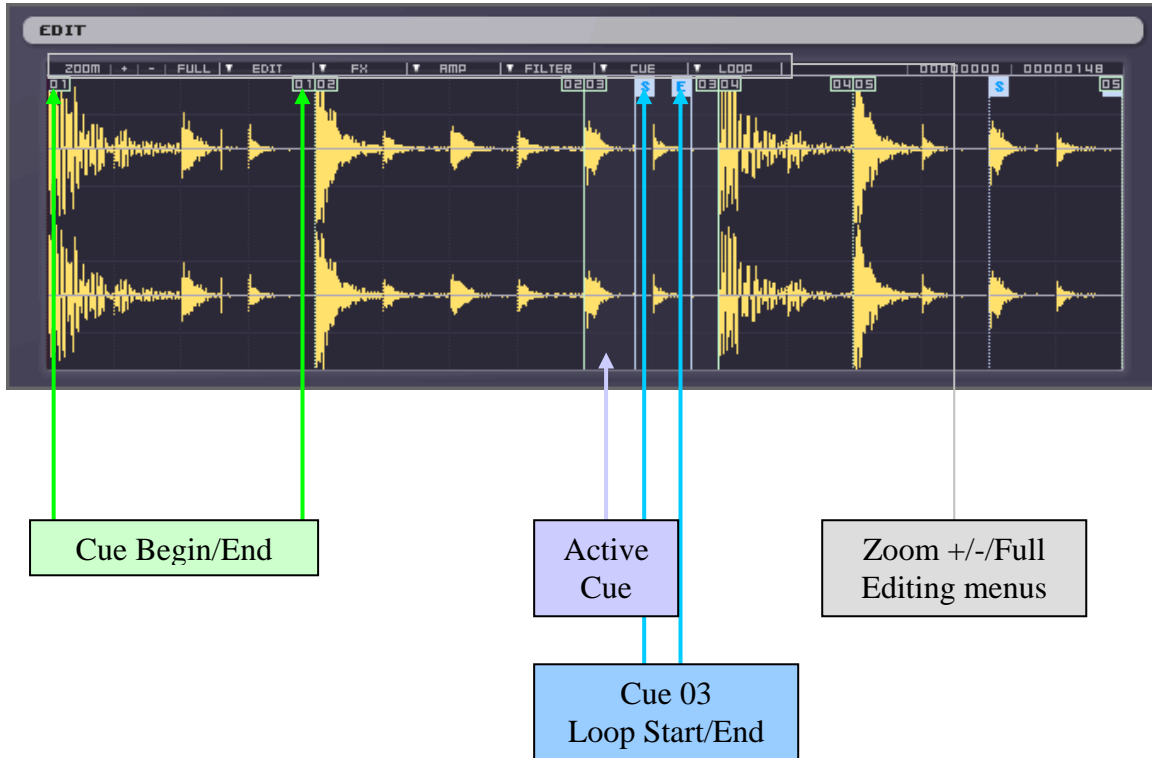 EDIT
ZOOM | + | - | FULL | ▼ EDIT | ▼ FX | ▼ AMP | ▼ FILTER | ▼ CUE | ▼ LOOP | | 00000000 | 00000148
01 01 02 02 03 S E 03 04 04 05 S 05
Cue Begin/End
Active
Cue
Zoom +/-/Full
Editing menus
Cue 03
Loop Start/End